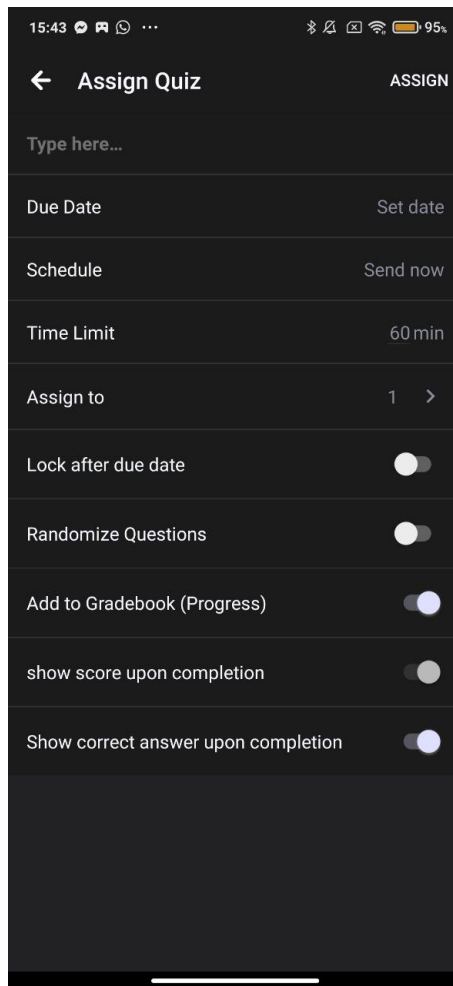 15:43 95%
Assign Quiz ASSIGN
Type here...
Due Date Set date
Schedule Send now
Time Limit 60 min
Assign to 1
Lock after due date
Randomize Questions
Add to Gradebook (Progress)
show score upon completion
Show correct answer upon completion